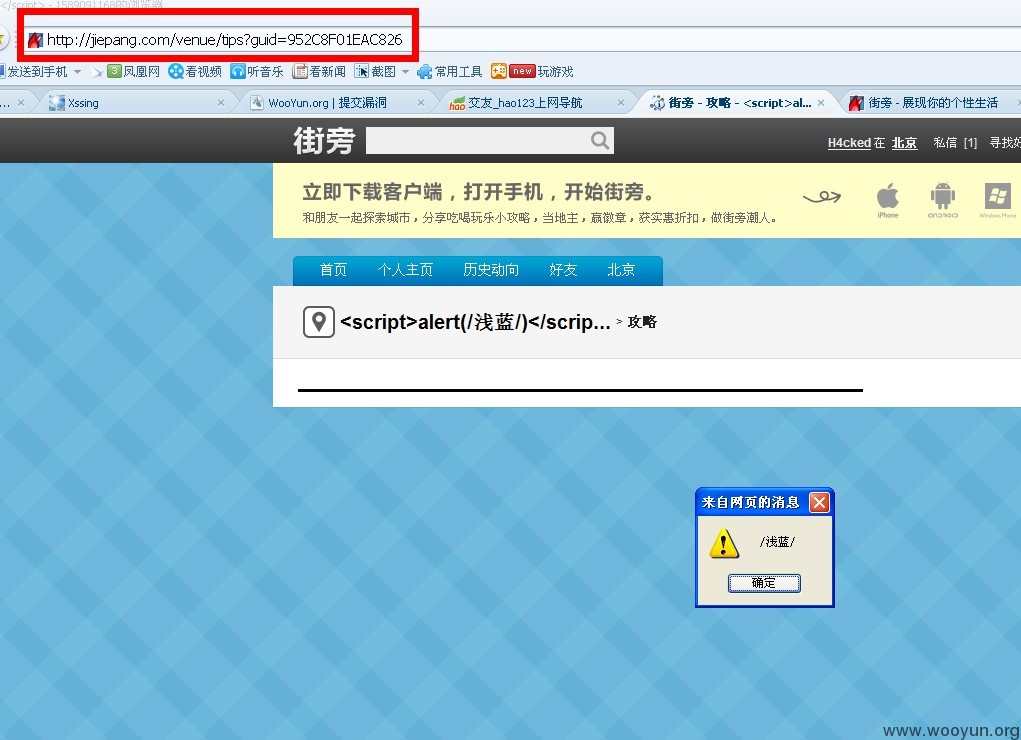 </script> - 1589091168的浏览器
http://jiepang.com/venue/tips?guid=952C8F01EAC826
发送到手机 3 凤凰网 看视频 听音乐 看新闻 截图 常用工具 new 玩游戏
... Xssing WooYun.org | 提交漏洞 hao 交友_hao123上网导航 街旁 - 攻略 - <script>al... 街旁 - 展现你的个性生活
街旁 H4cked 在 北京 私信 [1] 寻找好
立即下载客户端，打开手机，开始街旁。
和朋友一起探索城市，分享吃喝玩乐小攻略，当地主，赢徽章，获实惠折扣，做街旁潮人。
iPhone android Windows Phone
首页 个人主页 历史动向 好友 北京
<script>alert(/浅蓝/)</scrip... > 攻略
来自网页的消息
/浅蓝/
确定
www.wooyun.org